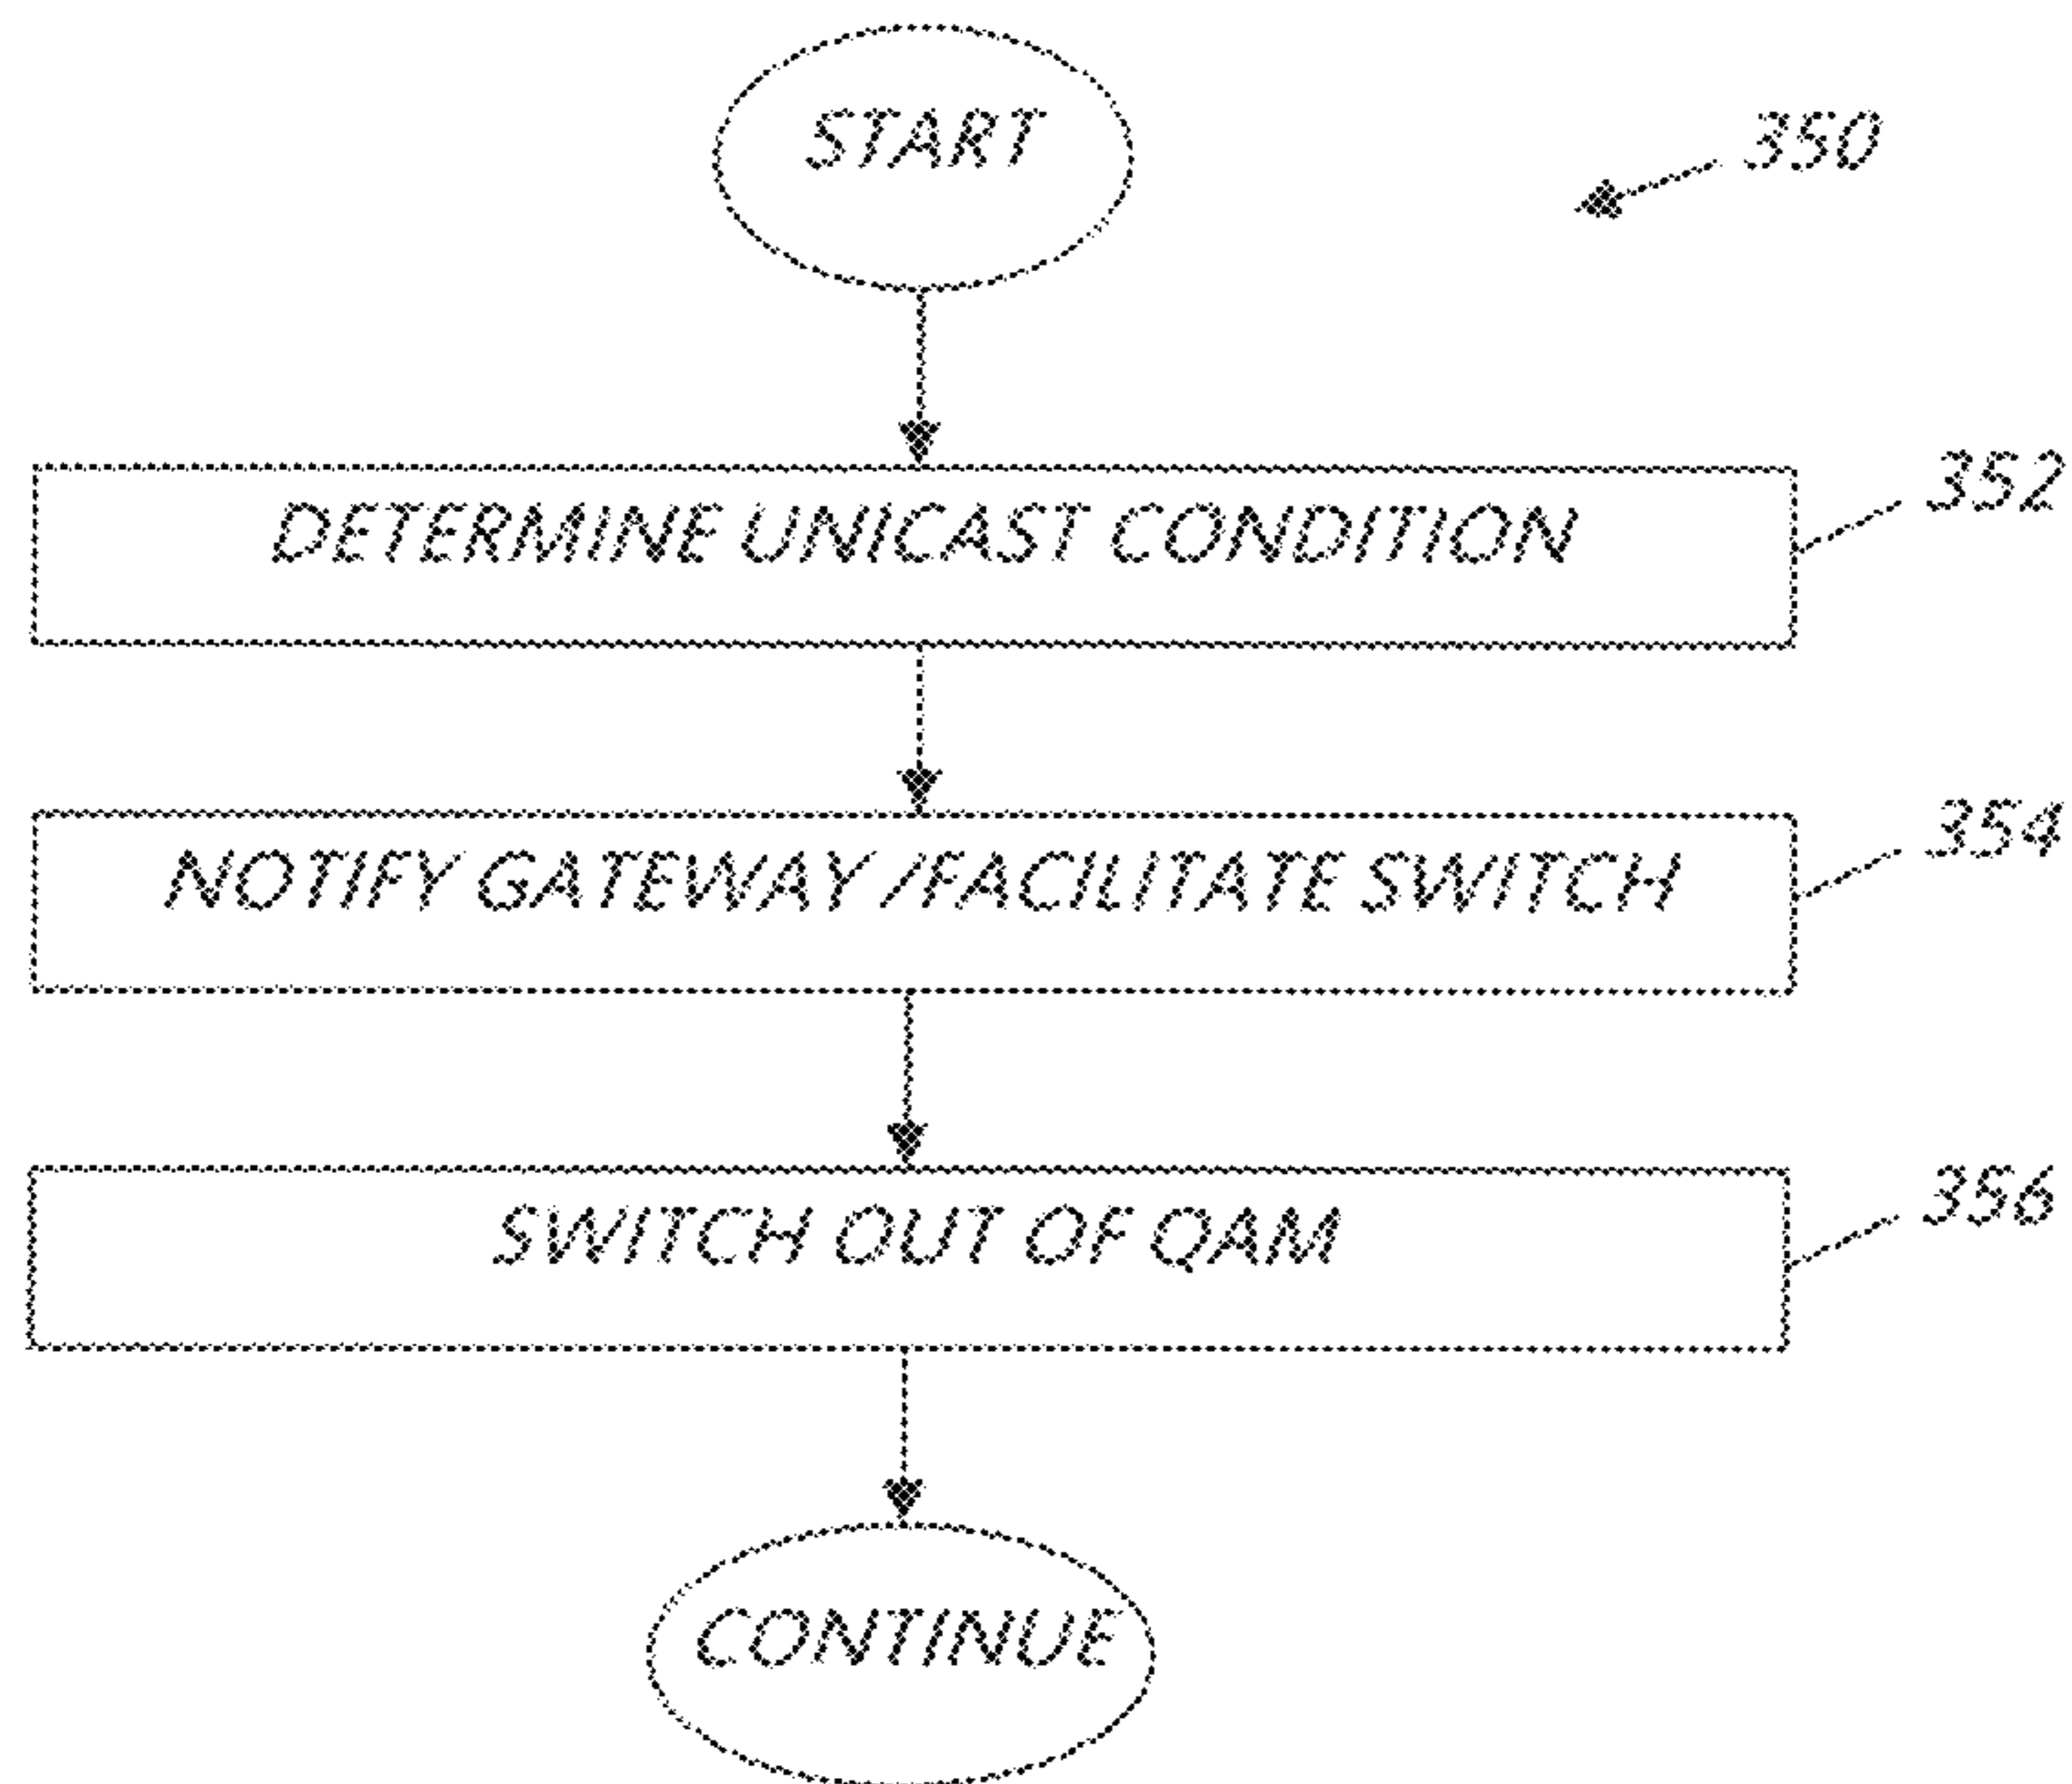 START
350
352
DETERMINE UNICAST CONDITION
354
NOTIFY GATEWAY /FACILITATE SWITCH
356
SWITCH OUT OF QAM
CONTINUE